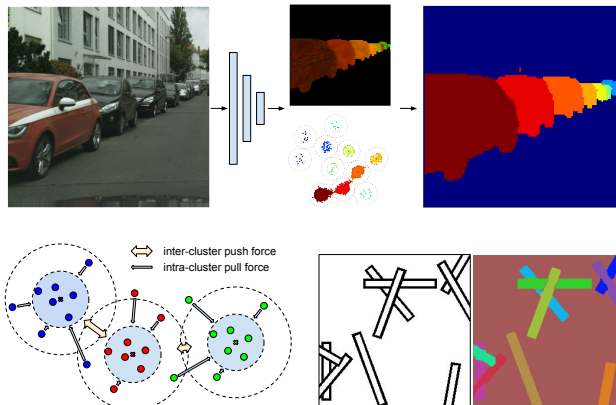 inter-cluster push force
intra-cluster pull force